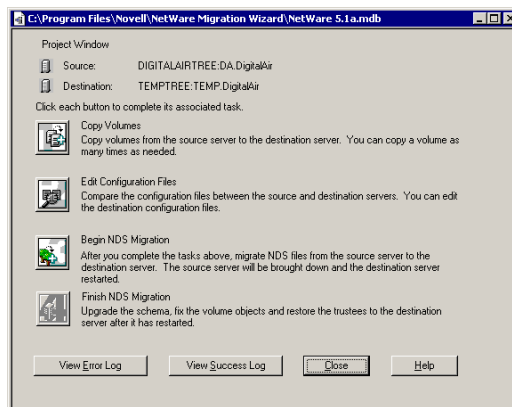 C:\Program Files\Novell\NetWare Migration Wizard\NetWare 5.1a.mdb
Project Window
Source: DIGITALAIRTREE:DA.DigitalAir
Destination: TEMPTREE:TEMP.DigitalAir
Click each button to complete its associated task.
Copy Volumes
Copy volumes from the source server to the destination server. You can copy a volume as
many times as needed.
Edit Configuration Files
Compare the configuration files between the source and destination servers. You can edit
the destination configuration files.
Begin NDS Migration
After you complete the tasks above, migrate NDS files from the source server to the
destination server. The source server will be brought down and the destination server
restarted.
Finish NDS Migration
Upgrade the schema, fix the volume objects and restore the trustees to the destination
server after it has restarted.
View Error Log View Success Log Close Help